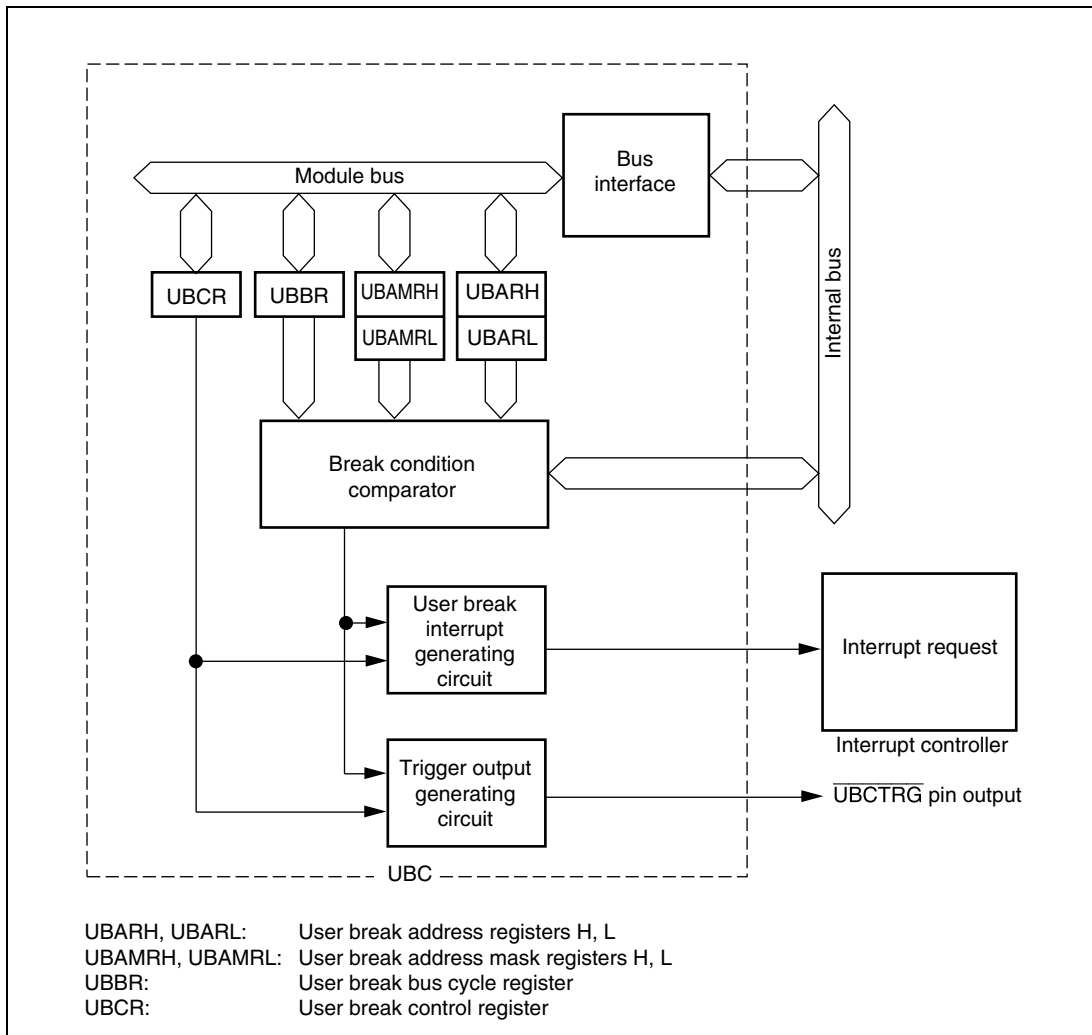 Bus
interface
Module bus
Internal bus
UBCR
UBBR
UBAMRH
UBARH
UBAMRL
UBARL
Break condition
comparator
User break
interrupt
generating
circuit
Interrupt request
Interrupt controller
Trigger output
generating
circuit
UBCTRG pin output
UBC
UBARH, UBARL: User break address registers H, L
UBAMRH, UBAMRL: User break address mask registers H, L
UBBR: User break bus cycle register
UBCR: User break control register